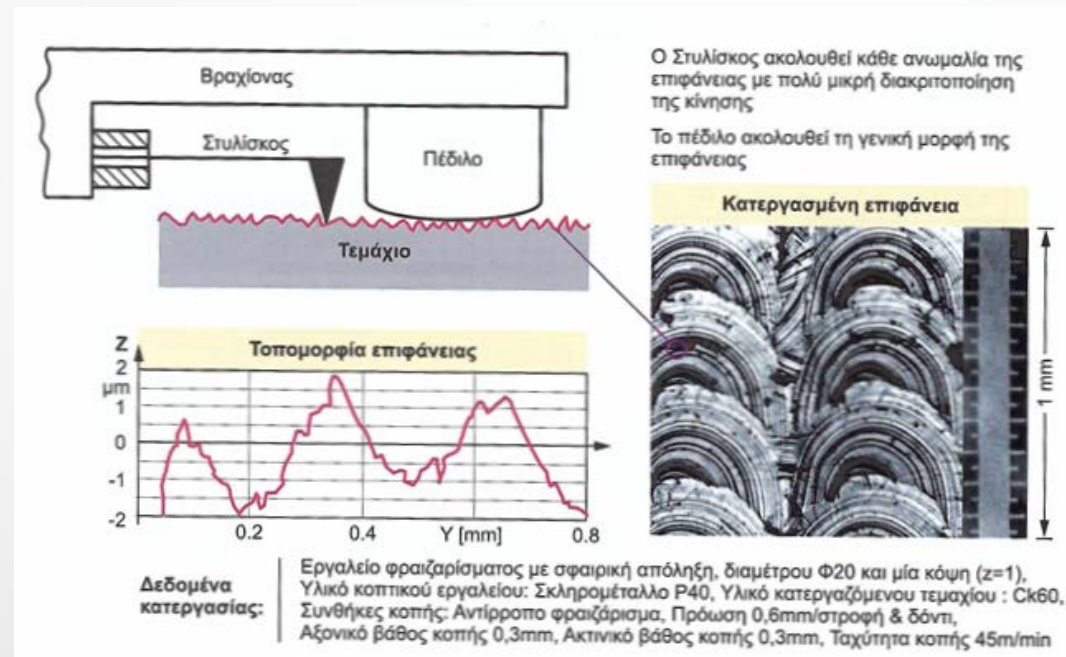 Βραχίονας
Στυλίσκος
Πέδιλο
Τεμάχιο
Ο Στυλίσκος ακολουθεί κάθε ανωμαλία της
επιφάνειας με πολύ μικρή διακριτοποίηση
της κίνησης
Το πέδιλο ακολουθεί τη γενική μορφή της
επιφάνειας
Κατεργασμένη επιφάνεια
1 mm
Τοπομορφία επιφάνειας
Z
2
μm
1
0
-1
-2
0.2
0.4
Y [mm]
0.8
Δεδομένα
κατεργασίας:
Εργαλείο φραιζαρίσματος με σφαιρική απόληξη, διαμέτρου Φ20 και μία κόψη (z=1),
Υλικό κοπτικού εργαλείου: Σκληρομέταλλο P40, Υλικό κατεργαζόμενου τεμαχίου : Ck60,
Συνθήκες κοπής: Αντίρροπο φραιζάρισμα, Πρόωση 0,6mm/στροφή & δόντι,
Αξονικό βάθος κοπής 0,3mm, Ακτινικό βάθος κοπής 0,3mm, Ταχύτητα κοπής 45m/min